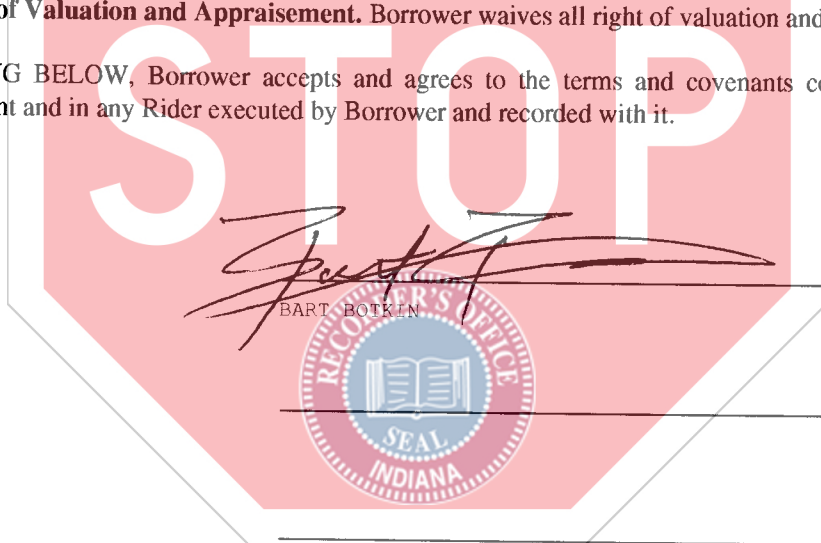 of Valuation and Appraisement. Borrower waives all right of valuation and
G BELOW, Borrower accepts and agrees to the terms and covenants co
nt and in any Rider executed by Borrower and recorded with it.
STOP
BART BOTKIN
RECORDER'S OFFICE
SEAL
INDIANA